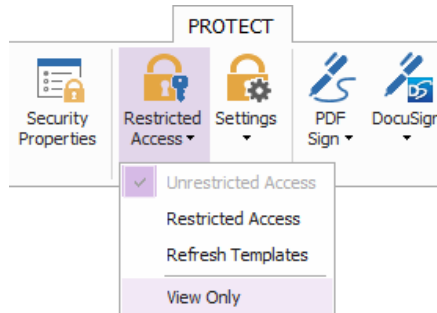 PROTECT
Security Properties
Restricted Access
Settings
PDF Sign
DocuSign
Unrestricted Access
Restricted Access
Refresh Templates
View Only